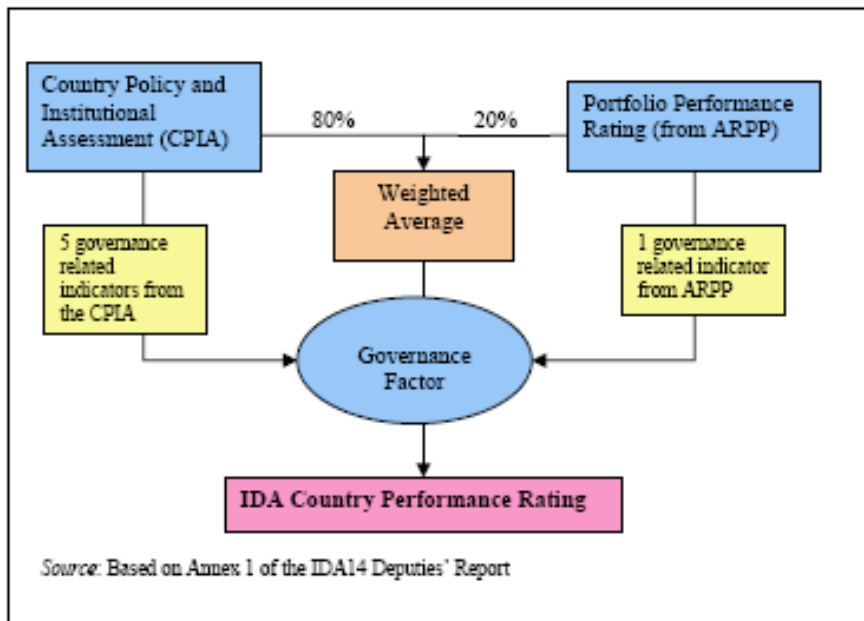 Country Policy and
Institutional
Assessment (CPIA)
80%
20%
Portfolio Performance
Rating (from ARPP)
Weighted
Average
5 governance
related
indicators from
the CPIA
1 governance
related indicator
from ARPP
Governance
Factor
IDA Country Performance Rating
Source: Based on Annex 1 of the IDA14 Deputies' Report